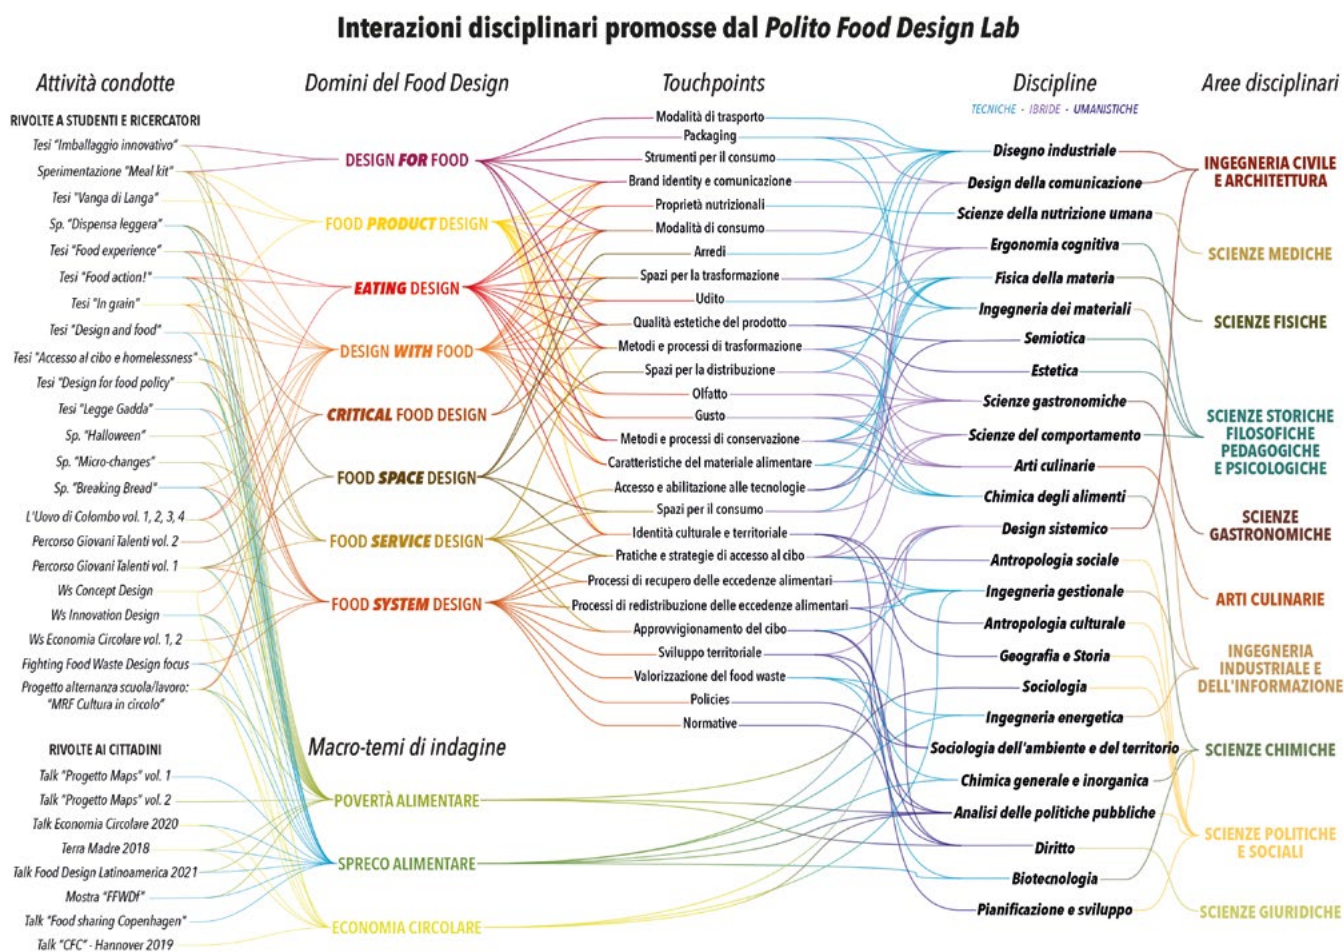 Interazioni disciplinari promosse dal Polito Food Design Lab
Attività condotte
RIVOLTE A STUDENTI E RICERCATORI
Tesi "Imballaggio innovativo"
Sperimentazione "Meal kit"
Tesi "Vanga di Langa"
Sp. "Dispensa leggera"
Tesi "Food experience"
Tesi "Food action!"
Tesi "In grain"
Tesi "Design and food"
Tesi "Accesso al cibo e homelessness"
Tesi "Design for food policy"
Tesi "Legge Gadda"
Sp. "Halloween"
Sp. "Micro-changes"
Sp. "Breaking Bread"
L'Uovo di Colombo vol. 1, 2, 3, 4
Percorso Giovani Talenti vol. 2
Percorso Giovani Talenti vol. 1
Ws Concept Design
Ws Innovation Design
Ws Economia Circolare vol. 1, 2
Fighting Food Waste Design focus
Progetto alternanza scuola/lavoro:
"MRF Cultura in circolo"
RIVOLTE AI CITTADINI
Talk "Progetto Maps" vol. 1
Talk "Progetto Maps" vol. 2
Talk Economia Circolare 2020
Terra Madre 2018
Talk Food Design Latinoamerica 2021
Mostra "FFWDf"
Talk "Food sharing Copenhagen"
Talk "CFC" - Hannover 2019
Domini del Food Design
DESIGN FOR FOOD
FOOD PRODUCT DESIGN
EATING DESIGN
DESIGN WITH FOOD
CRITICAL FOOD DESIGN
FOOD SPACE DESIGN
FOOD SERVICE DESIGN
FOOD SYSTEM DESIGN
Macro-temi di indagine
POVERTÀ ALIMENTARE
SPRECO ALIMENTARE
ECONOMIA CIRCOLARE
Touchpoints
Modalità di trasporto
Packaging
Strumenti per il consumo
Brand identity e comunicazione
Proprietà nutrizionali
Modalità di consumo
Arredi
Spazi per la trasformazione
Udito
Qualità estetiche del prodotto
Metodi e processi di trasformazione
Spazi per la distribuzione
Olfatto
Gusto
Metodi e processi di conservazione
Caratteristiche del materiale alimentare
Accesso e abilitazione alle tecnologie
Spazi per il consumo
Identità culturale e territoriale
Pratiche e strategie di accesso al cibo
Processi di recupero delle eccedenze alimentari
Processi di redistribuzione delle eccedenze alimentari
Approvvigionamento del cibo
Sviluppo territoriale
Valorizzazione del food waste
Policies
Normative
Discipline
TECNICHE - IBRIDE - UMANISTICHE
Disegno industriale
Design della comunicazione
Scienze della nutrizione umana
Ergonomia cognitiva
Fisica della materia
Ingegneria dei materiali
Semiotica
Estetica
Scienze gastronomiche
Scienze del comportamento
Arti culinarie
Chimica degli alimenti
Design sistemico
Antropologia sociale
Ingegneria gestionale
Antropologia culturale
Geografia e Storia
Sociologia
Ingegneria energetica
Sociologia dell'ambiente e del territorio
Chimica generale e inorganica
Analisi delle politiche pubbliche
Diritto
Biotecnologia
Pianificazione e sviluppo
Aree disciplinari
INGEGNERIA CIVILE
E ARCHITETTURA
SCIENZE MEDICHE
SCIENZE FISICHE
SCIENZE STORICHE
FILOSOFICHE
PEDAGOGICHE
E PSICOLOGICHE
SCIENZE
GASTRONOMICHE
ARTI CULINARIE
INGEGNERIA
INDUSTRIALE E
DELL'INFORMAZIONE
SCIENZE CHIMICHE
SCIENZE POLITICHE
E SOCIALI
SCIENZE GIURIDICHE